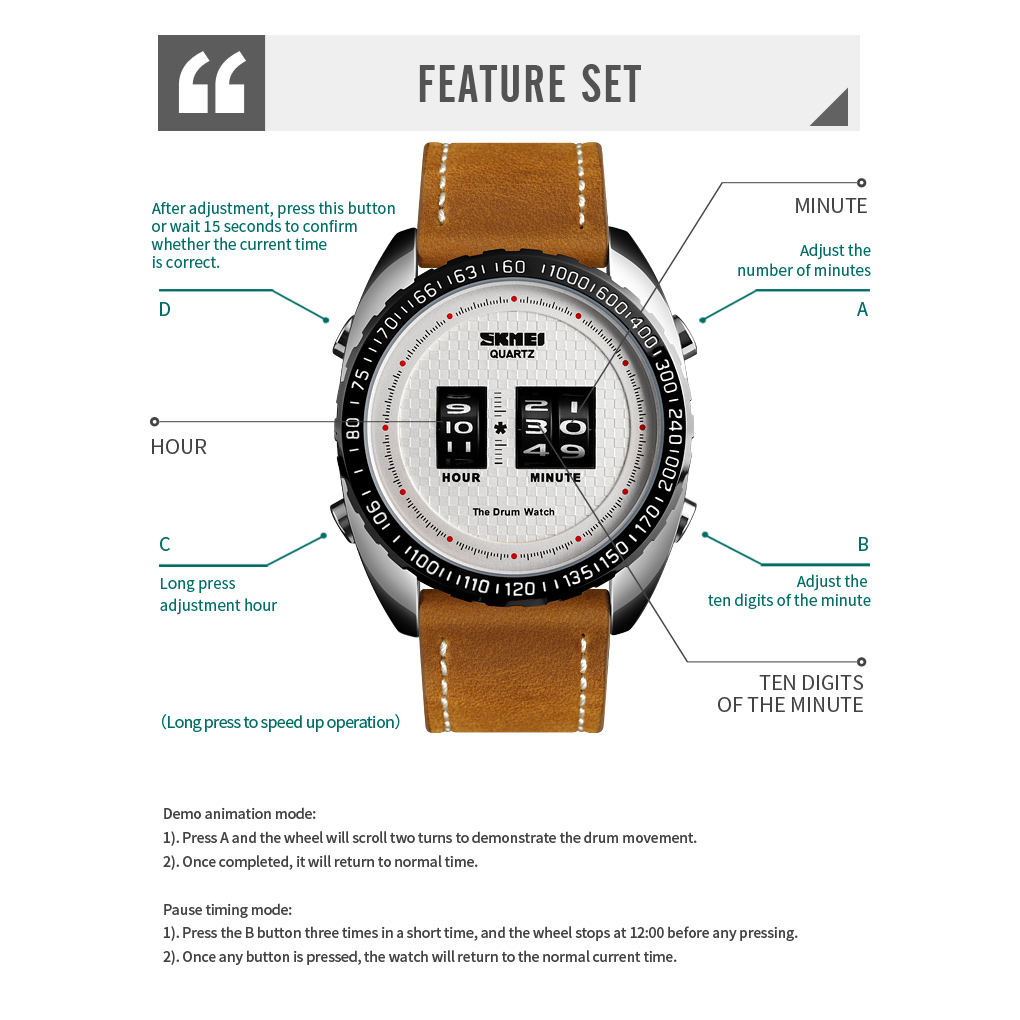 FEATURE SET
After adjustment, press this button
or wait 15 seconds to confirm
whether the current time
is correct.
D
MINUTE
Adjust the
number of minutes
A
60
1000
600
400
300
240
200
170
150
135
120
110
100
90
80
75
70
66
63
SKMEI
QUARTZ
9 2 1
10 * 3 0
11 4 9
HOUR MINUTE
The Drum Watch
HOUR
C
Long press
adjustment hour
B
Adjust the
ten digits of the minute
TEN DIGITS
OF THE MINUTE
(Long press to speed up operation)
Demo animation mode:
1). Press A and the wheel will scroll two turns to demonstrate the drum movement.
2). Once completed, it will return to normal time.
Pause timing mode:
1). Press the B button three times in a short time, and the wheel stops at 12:00 before any pressing.
2). Once any button is pressed, the watch will return to the normal current time.